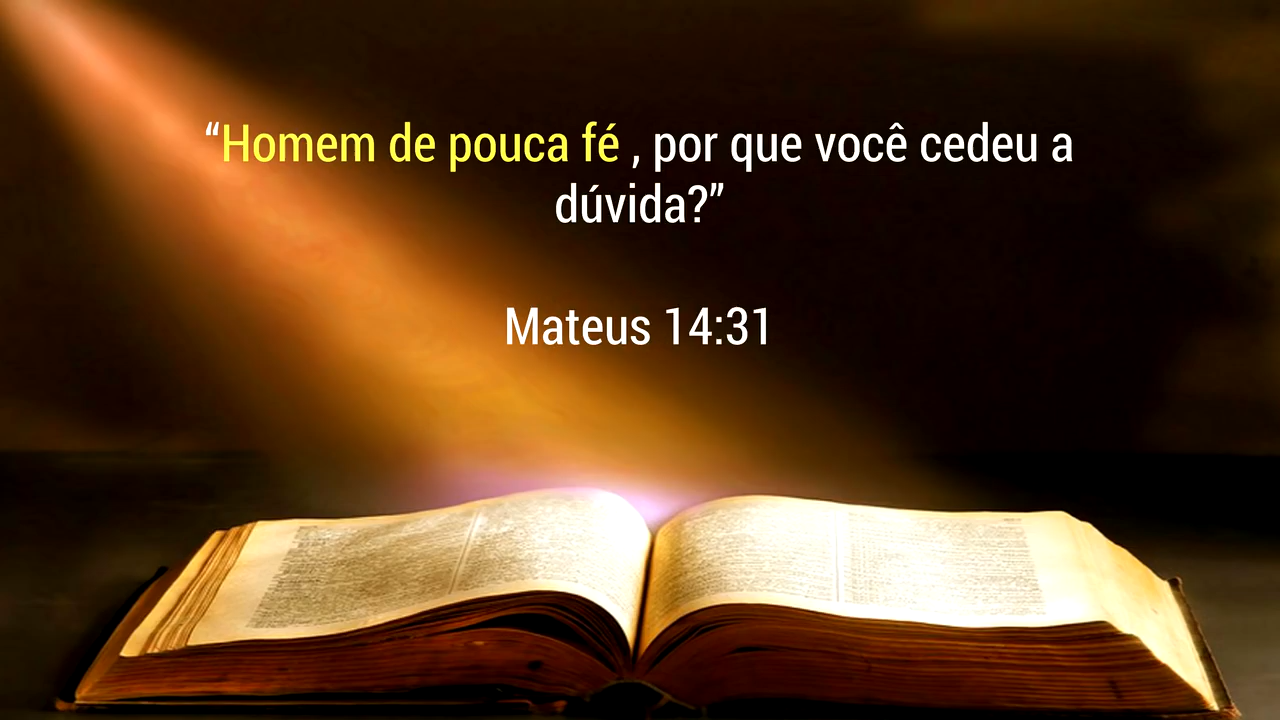 “Homem de pouca fé , por que você cedeu a
dúvida?”
Mateus 14:31